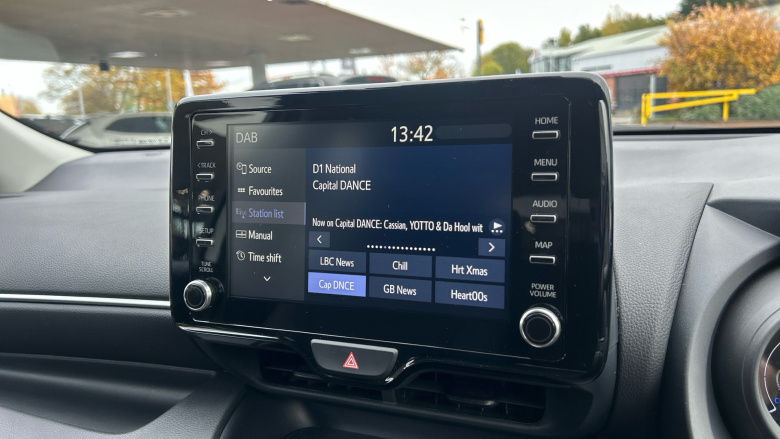 DAB
13:42
Source
Favourites
Station list
Manual
Time shift
D1 National
Capital DANCE
Now on Capital DANCE: Cassian, YOTTO & Da Hool wit
LBC News
Chill
Hrt Xmas
Cap DNCE
GB News
Heart00s
< TRACK
PHONE
SETUP
TUNE
SCROLL
HOME
MENU
AUDIO
MAP
POWER
VOLUME